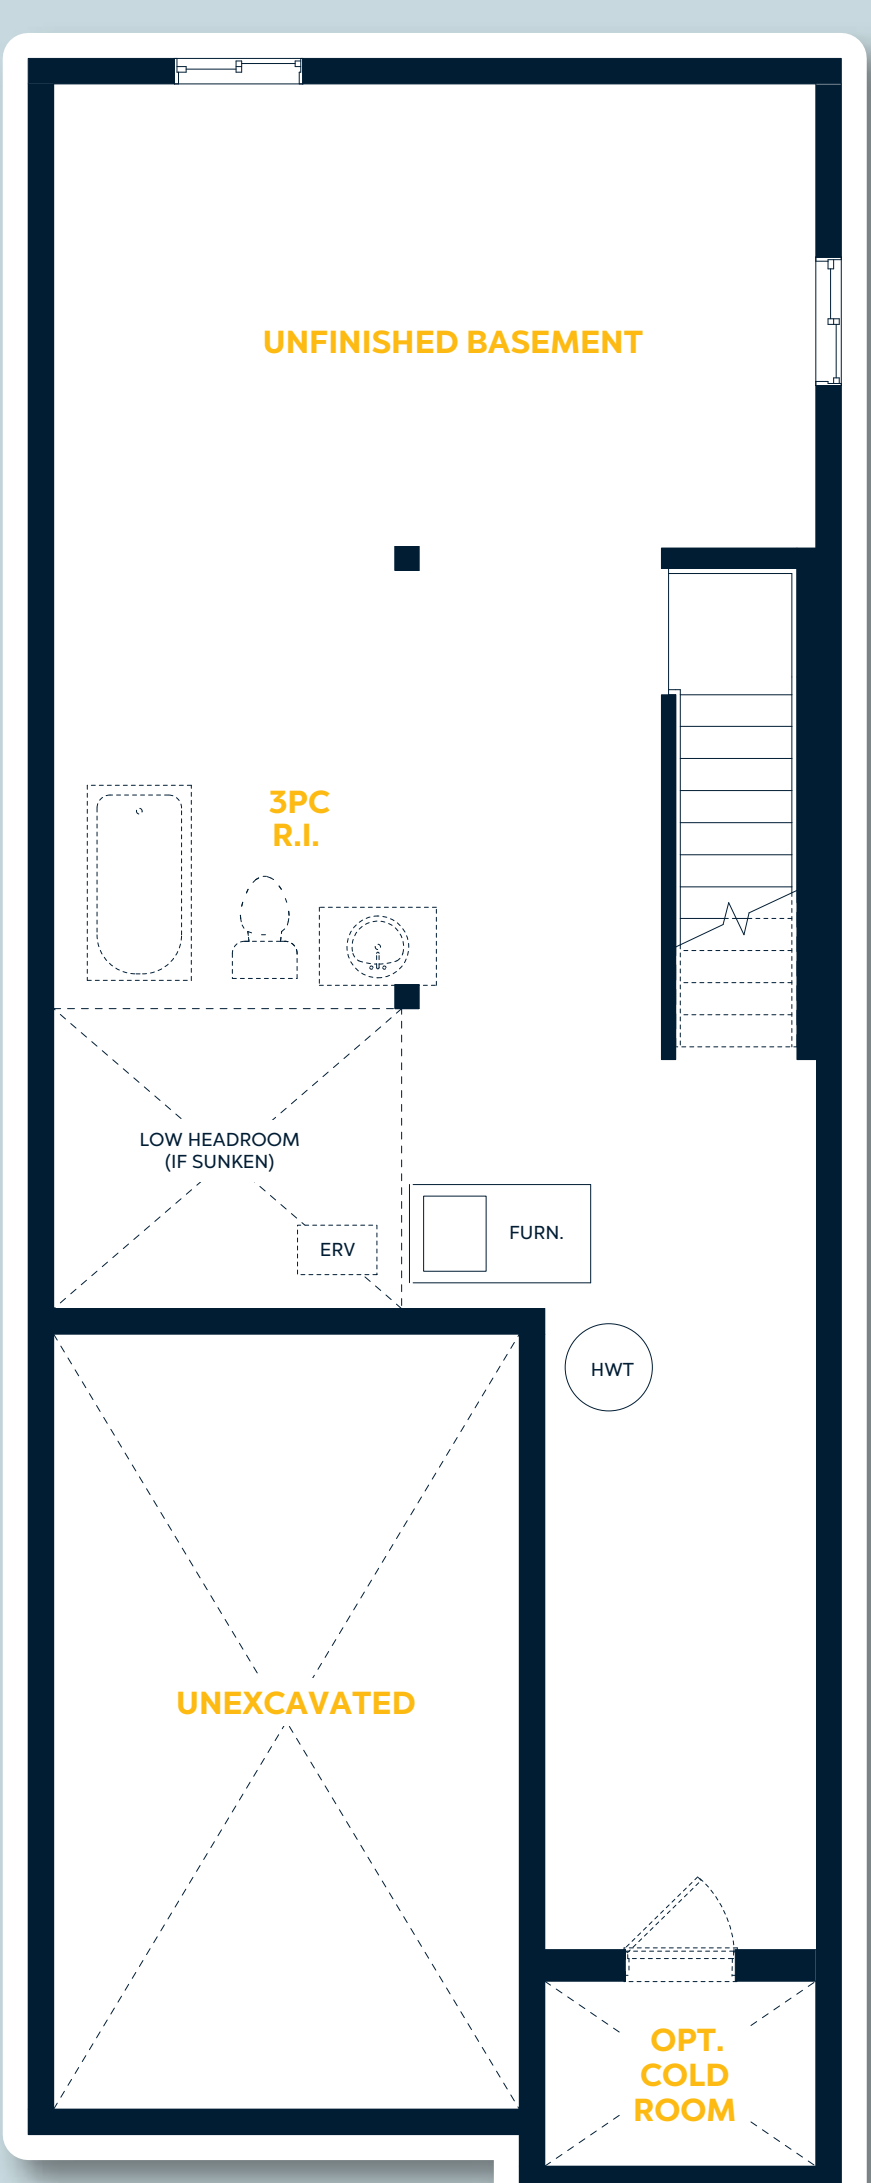 UNFINISHED BASEMENT
3PC
R.I.
LOW HEADROOM
(IF SUNKEN)
ERV
FURN.
HWT
UNEXCAVATED
OPT.
COLD
ROOM